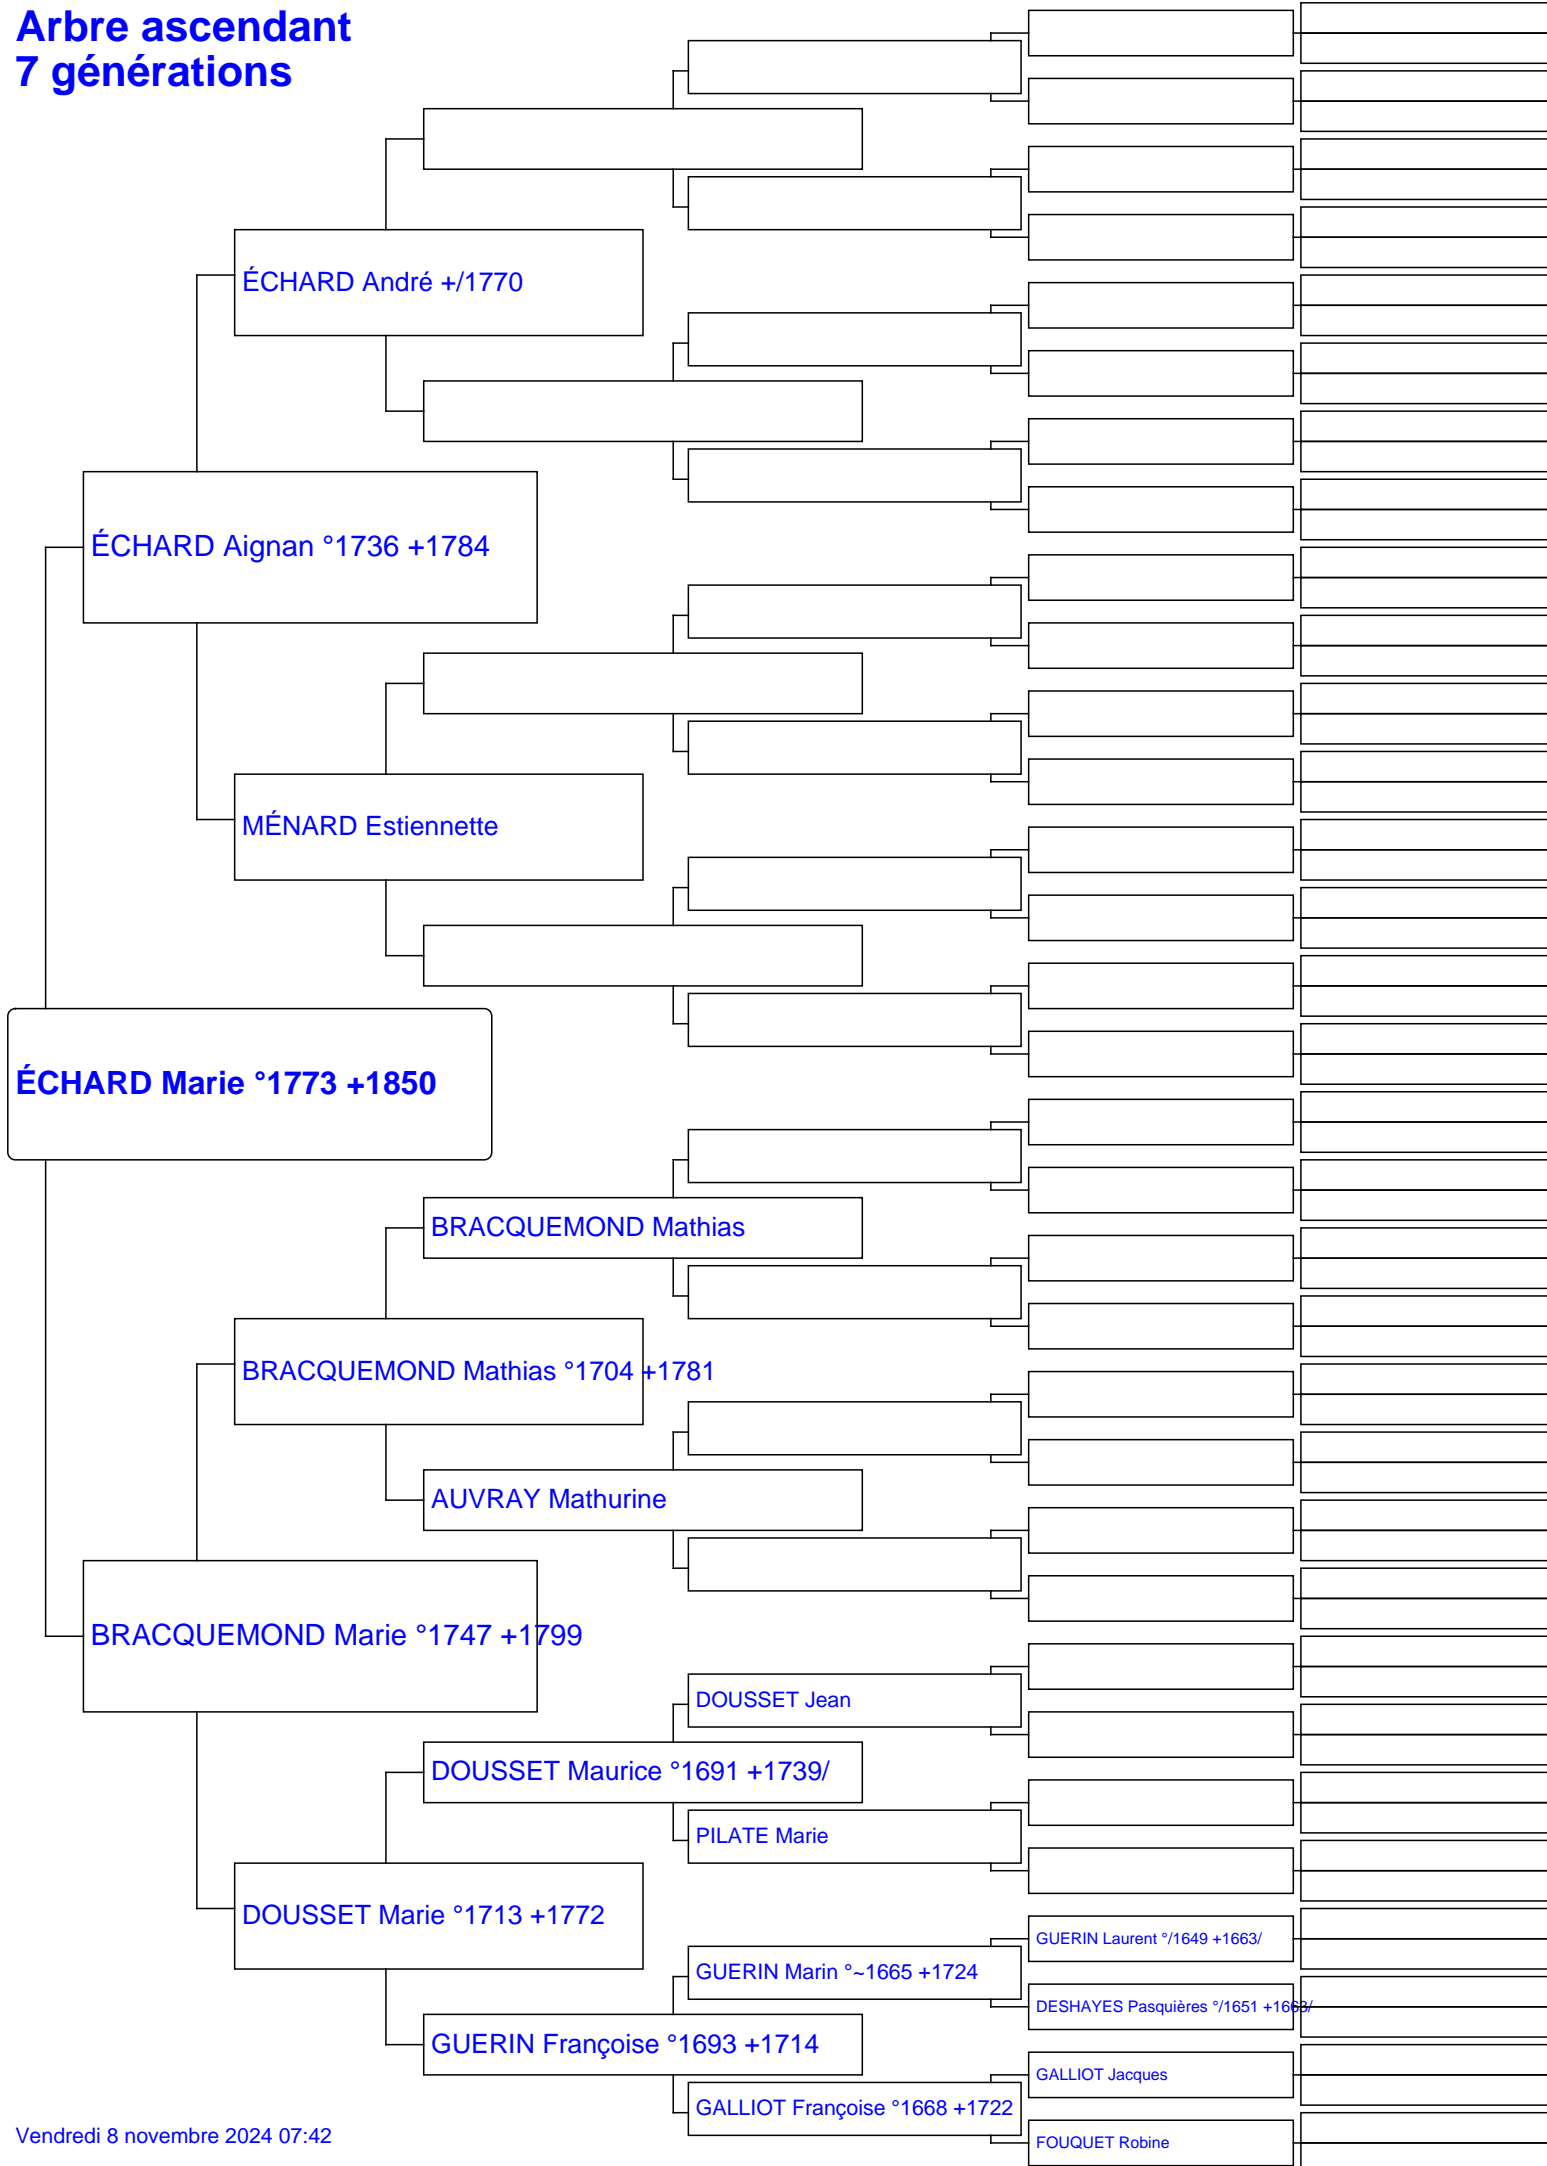 Arbre ascendant
7 générations
ÉCHARD André +/1770
ÉCHARD Aignan °1736 +1784
MÉNARD Estiennette
ÉCHARD Marie °1773 +1850
BRACQUEMOND Mathias
BRACQUEMOND Mathias °1704 +1781
AUVRAY Mathurine
BRACQUEMOND Marie °1747 +1799
DOUSSET Jean
DOUSSET Maurice °1691 +1739/
PILATE Marie
DOUSSET Marie °1713 +1772
GUERIN Laurent °/1649 +1663/
GUERIN Marin °~1665 +1724
DESHAYES Pasquières °/1651 +1663/
GUERIN Françoise °1693 +1714
GALLIOT Jacques
GALLIOT Françoise °1668 +1722
FOUQUET Robine
Vendredi 8 novembre 2024 07:42